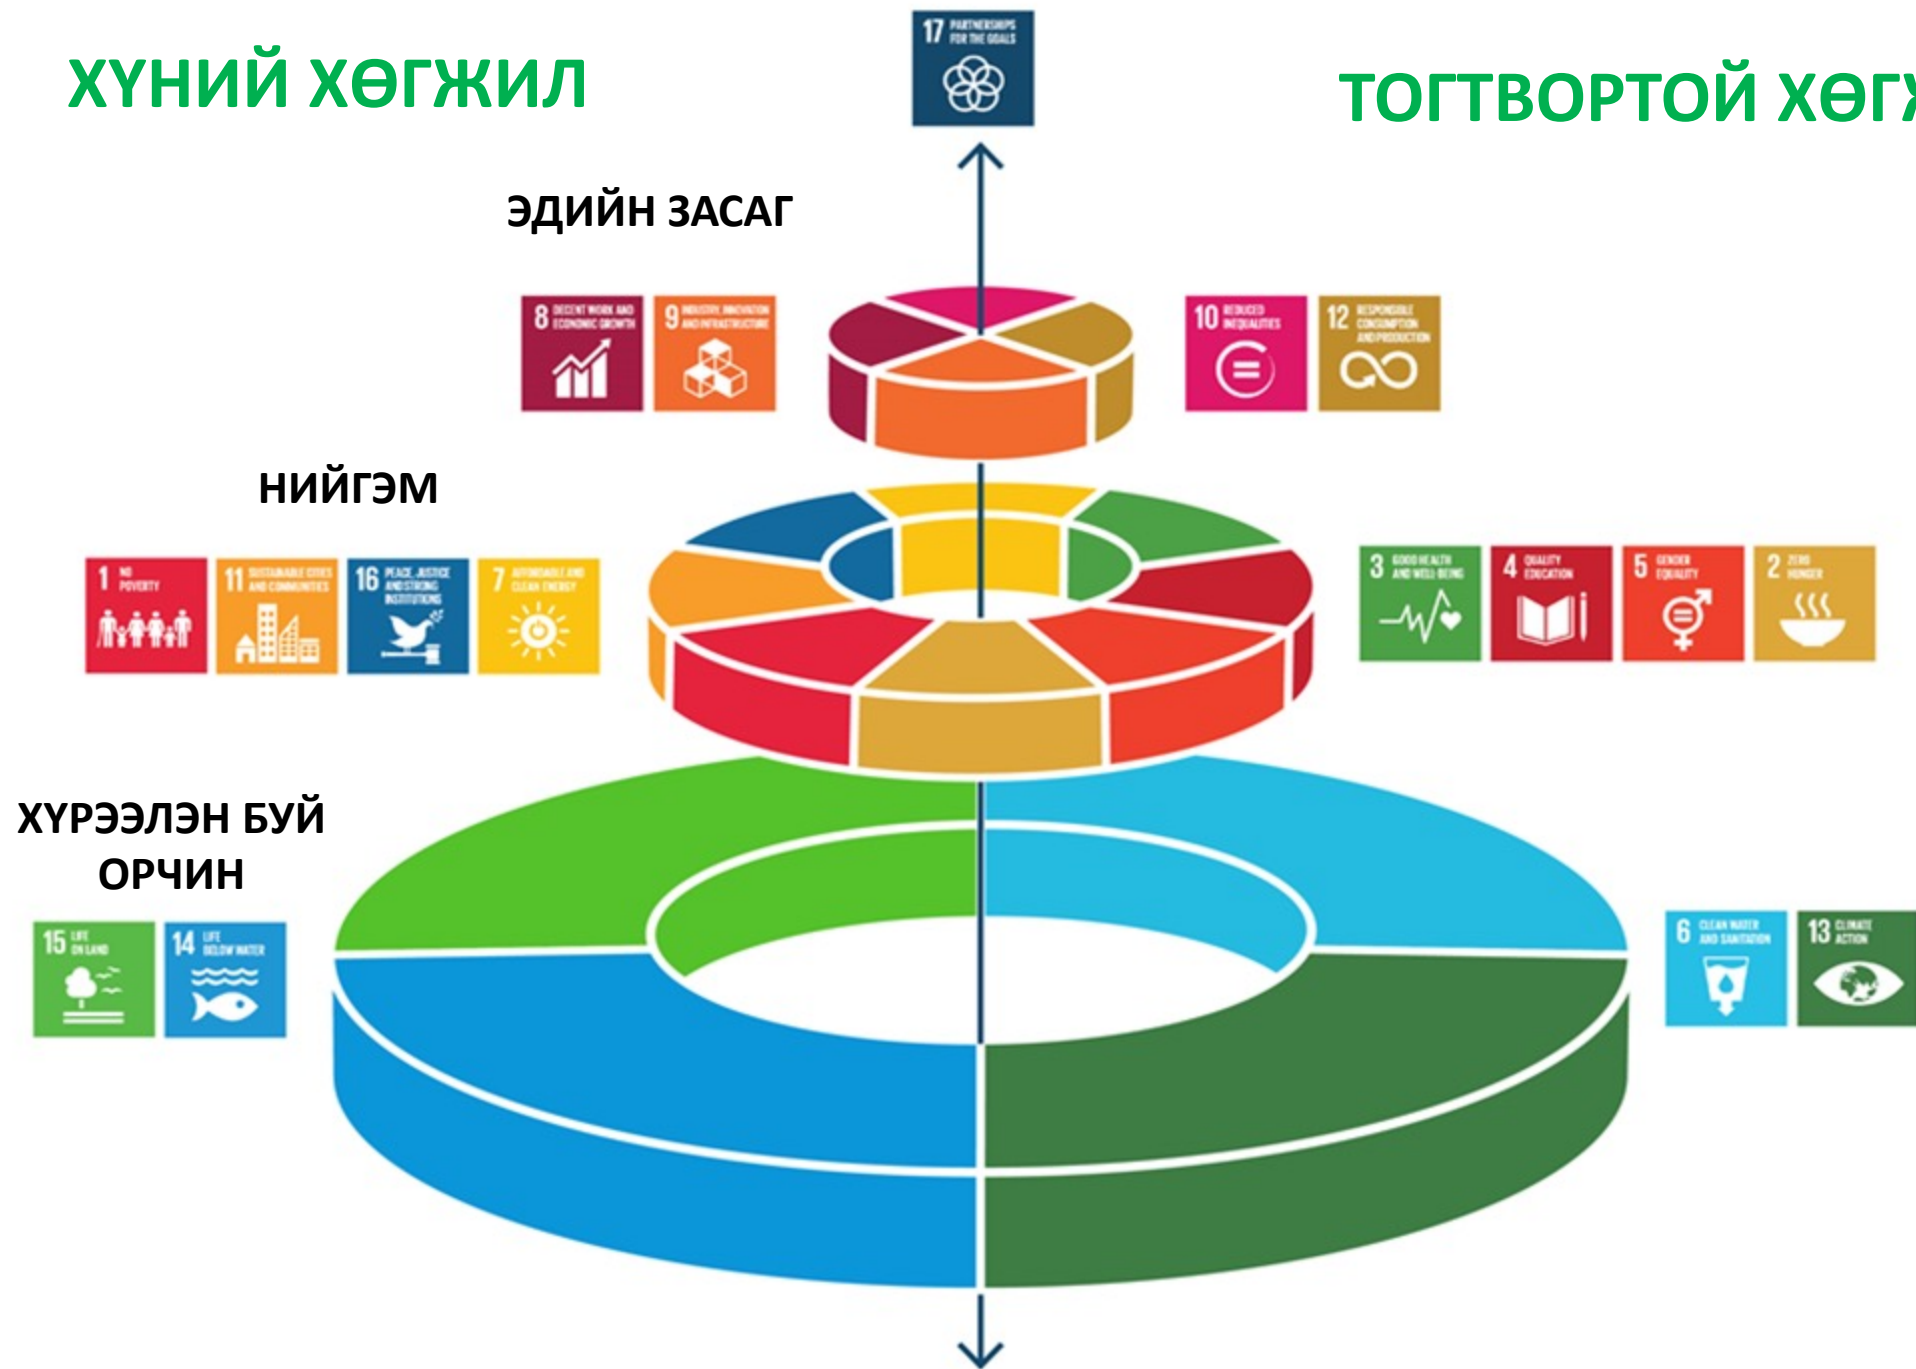 ХҮНИЙ ХӨГЖИЛ
17 PARTNERSHIPS
FOR THE GOALS
ТОГТВОРТОЙ
ЭДИЙН ЗАСАГ
8 DECENT WORK AND
ECONOMIC GROWTH
9 INDUSTRY, INNOVATION
AND INFRASTRUCTURE
10 REDUCED
INEQUALITIES
12 RESPONSIBLE
CONSUMPTION
AND PRODUCTION
НИЙГЭМ
1 NO
POVERTY
11 SUSTAINABLE CITIES
AND COMMUNITIES
16 PEACE, JUSTICE
AND STRONG
INSTITUTIONS
7 AFFORDABLE AND
CLEAN ENERGY
3 GOOD HEALTH
AND WELL-BEING
4 QUALITY
EDUCATION
5 GENDER
EQUALITY
2 ZERO
HUNGER
ХҮРЭЭЛЭН БУЙ
ОРЧИН
15 LIFE
ON LAND
14 LIFE
BELOW WATER
6 CLEAN WATER
AND SANITATION
13 CLIMATE
ACTION